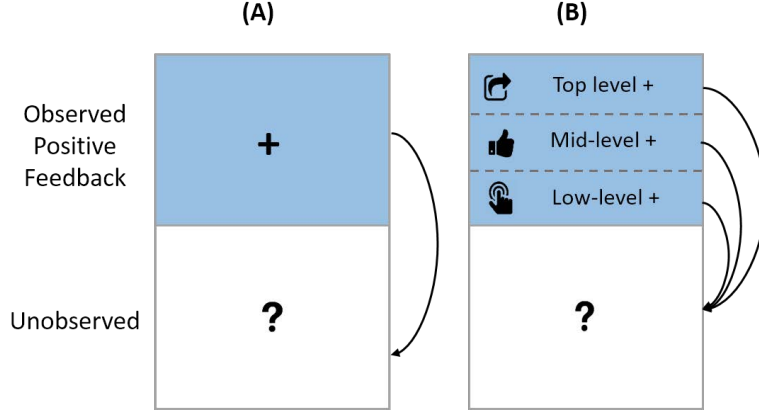 (A)
(B)
Observed
Positive
Feedback
+
Top level +
Mid-level +
Low-level +
Unobserved
?
?